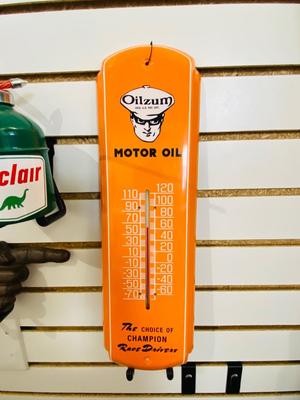 Oilzum
MOTOR OIL
clair
110 120
90 100
70 80
50 60
30 40
10 20
-10 0
-30 -20
-50 -40
-70 -60
The CHOICE OF
CHAMPION
Race Drivers